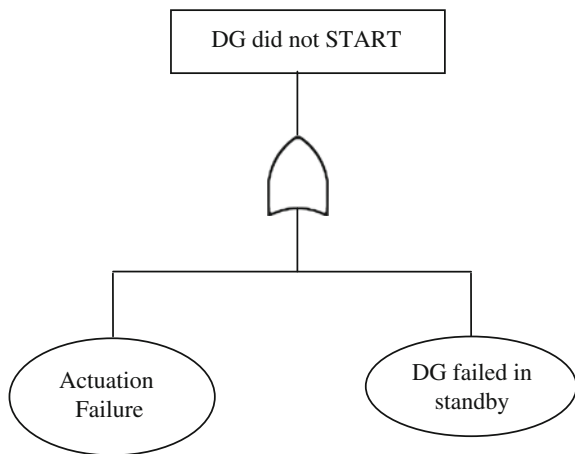 DG did not START
Actuation
Failure
DG failed in
standby